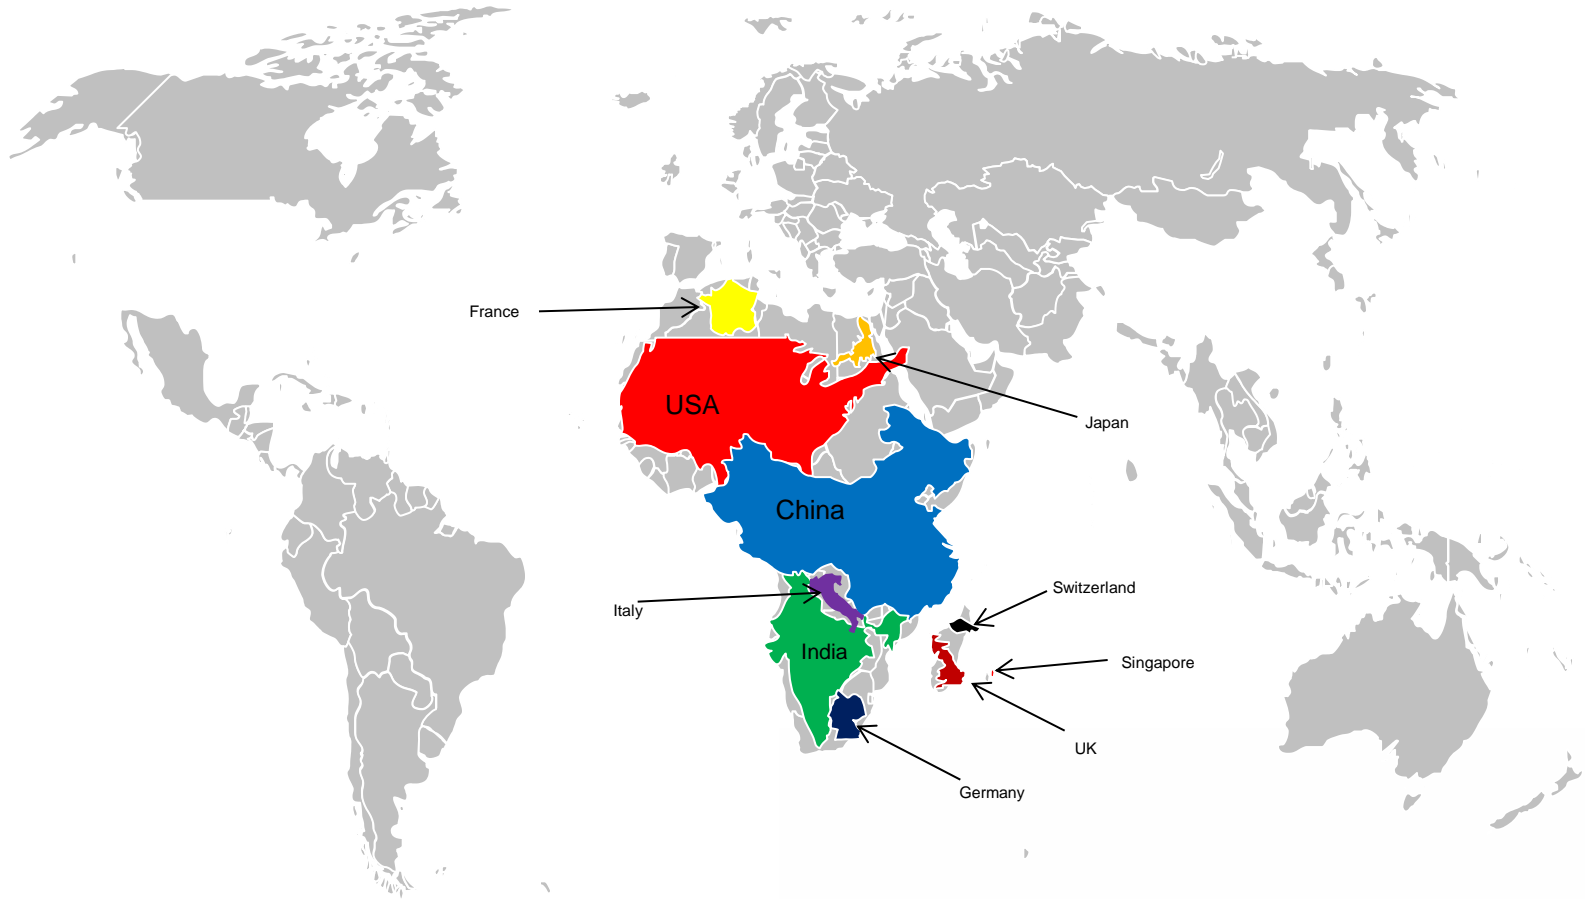 France
USA
Japan
China
Switzerland
Italy
India
Singapore
UK
Germany